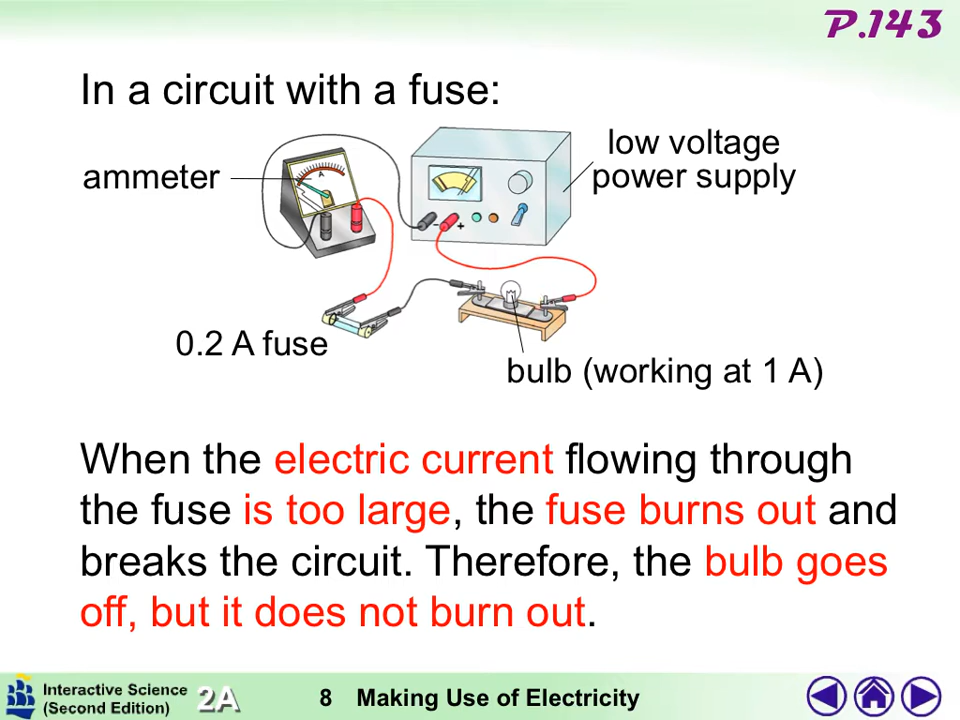 P.143
In a circuit with a fuse:
low voltage
power supply
ammeter
A
- +
0.2 A fuse
bulb (working at 1 A)
When the electric current flowing through
the fuse is too large, the fuse burns out and
breaks the circuit. Therefore, the bulb goes
off, but it does not burn out.
Interactive Science
(Second Edition) 2A
8 Making Use of Electricity